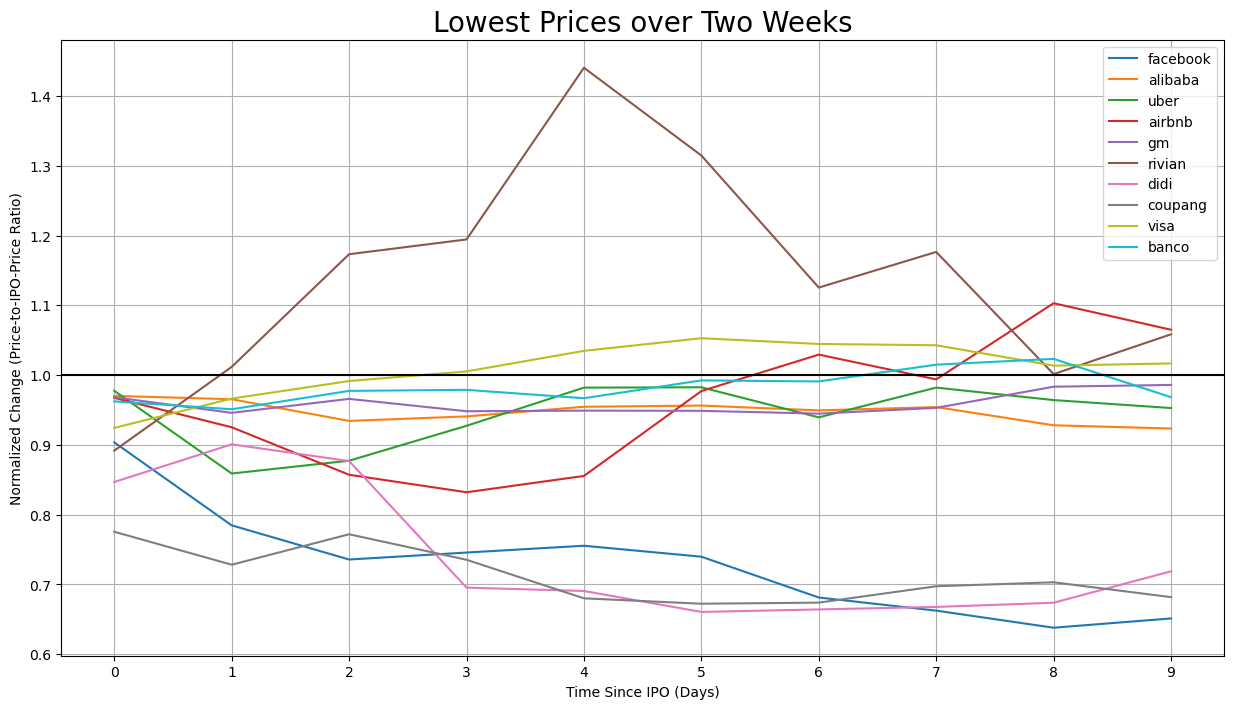 Lowest Prices over Two Weeks
Normalized Change (Price-to-IPO-Price Ratio)
1.4
1.3
1.2
1.1
1.0
0.9
0.8
0.7
0.6
facebook
alibaba
uber
airbnb
gm
rivian
didi
coupang
visa
banco
0 1 2 3 4 5 6 7 8 9
Time Since IPO (Days)